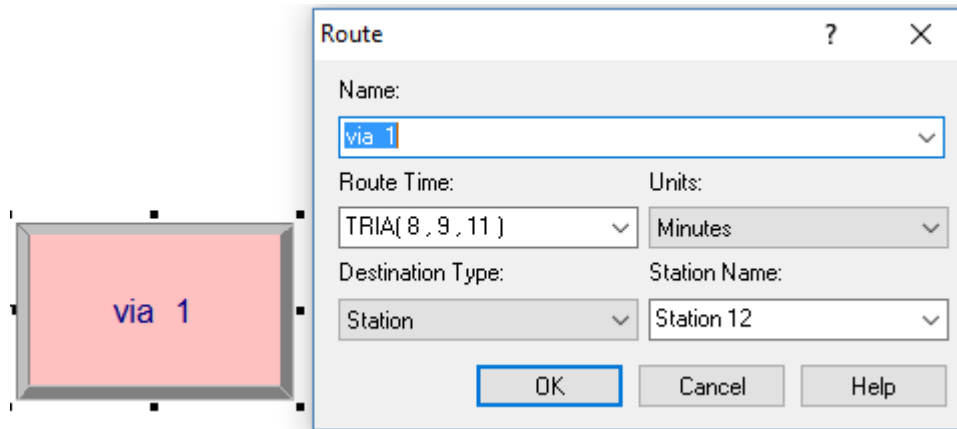 Route ?
Name:
via 1
Route Time: Units:
TRIA( 8 , 9 , 11 ) Minutes
Destination Type: Station Name:
Station Station 12
OK Cancel Help
via 1